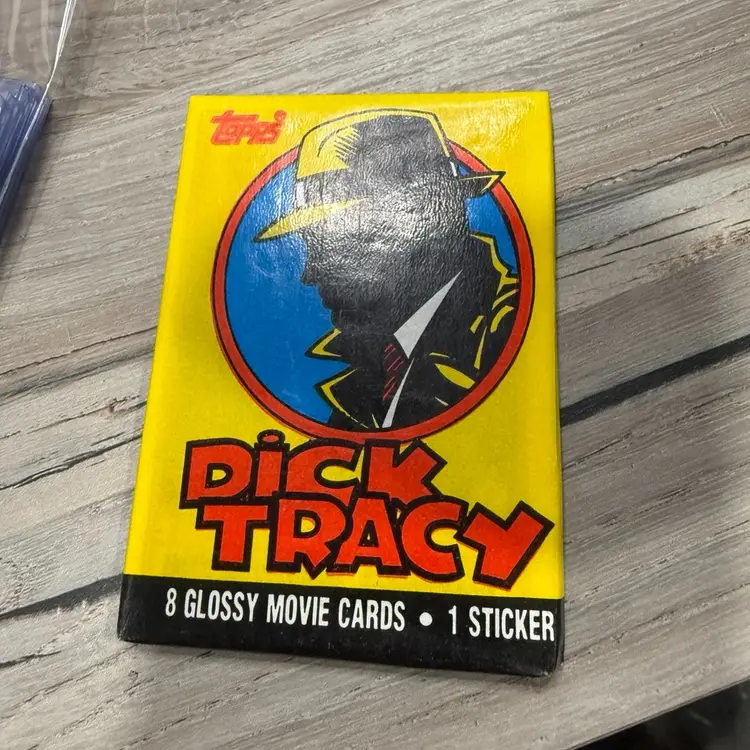 Topps
DiCK
TRACY
8 GLOSSY MOVIE CARDS • 1 STICKER